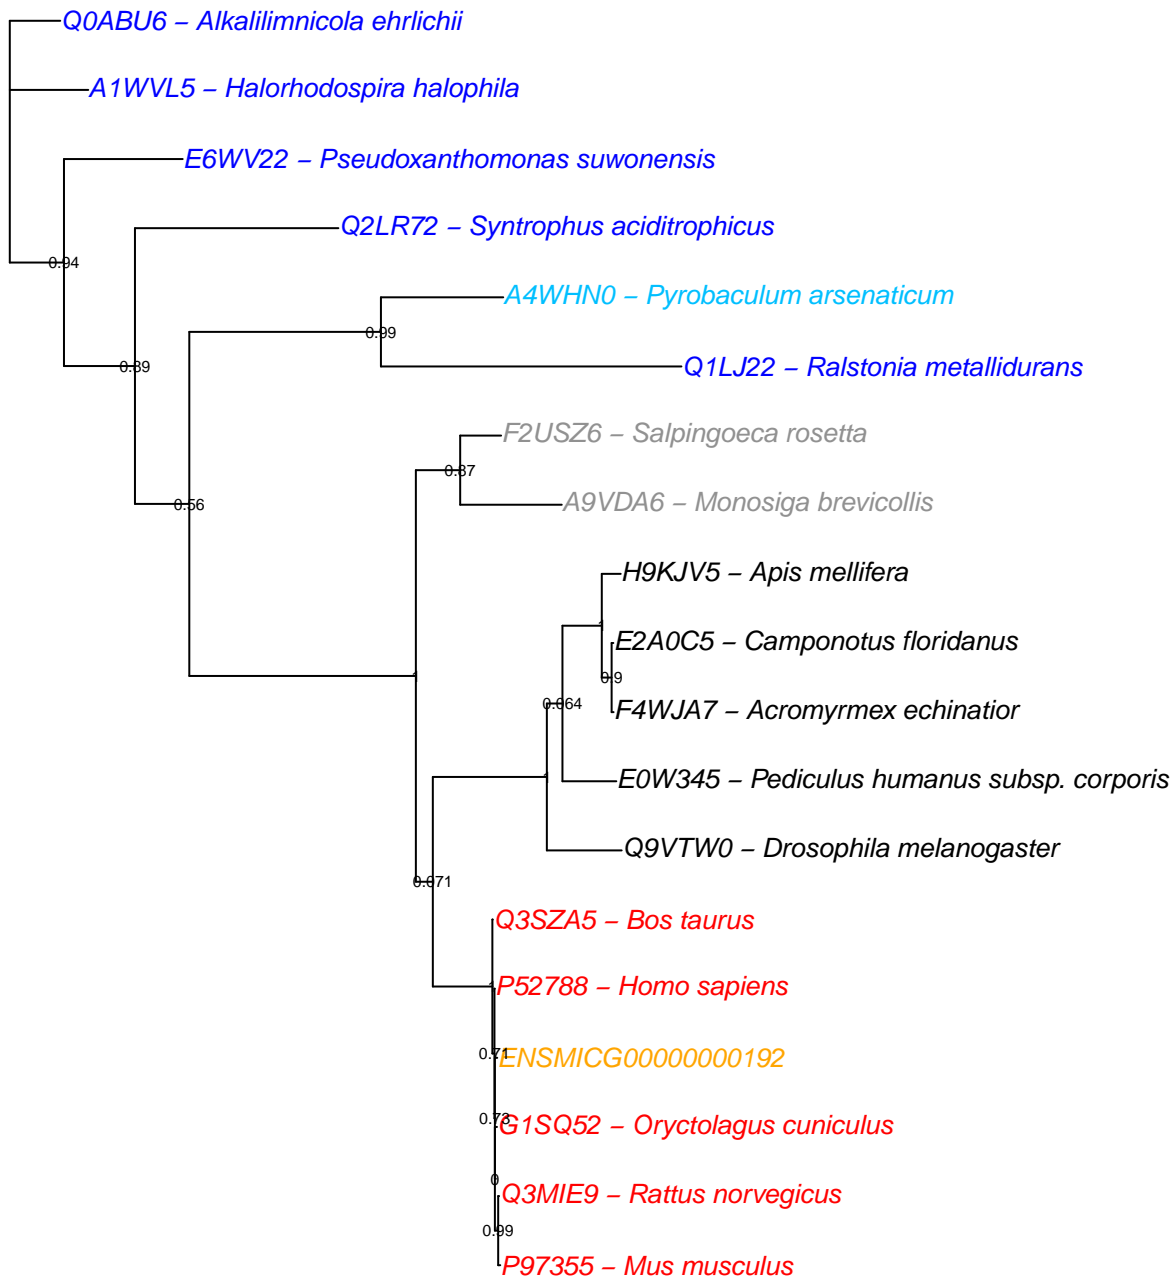 Q0ABU6 – Alkalilimnicola ehrlichii
A1WVL5 – Halorhodospira halophila
E6WV22 – Pseudoxanthomonas suwonensis
Q2LR72 – Syntrophus aciditrophicus
0.94
A4WHN0 – Pyrobaculum arsenaticum
0.99
0.89
Q1LJ22 – Ralstonia metallidurans
F2USZ6 – Salpingoeca rosetta
0.87
0.56
A9VDA6 – Monosiga brevicollis
H9KJV5 – Apis mellifera
1
E2A0C5 – Camponotus floridanus
1
0.9
0.064
F4WJA7 – Acromyrmex echinatior
1
E0W345 – Pediculus humanus subsp. corporis
Q9VTW0 – Drosophila melanogaster
0.071
Q3SZA5 – Bos taurus
1
P52788 – Homo sapiens
0.71
ENSMICG00000000192
0.73
G1SQ52 – Oryctolagus cuniculus
0
Q3MIE9 – Rattus norvegicus
0.99
P97355 – Mus musculus